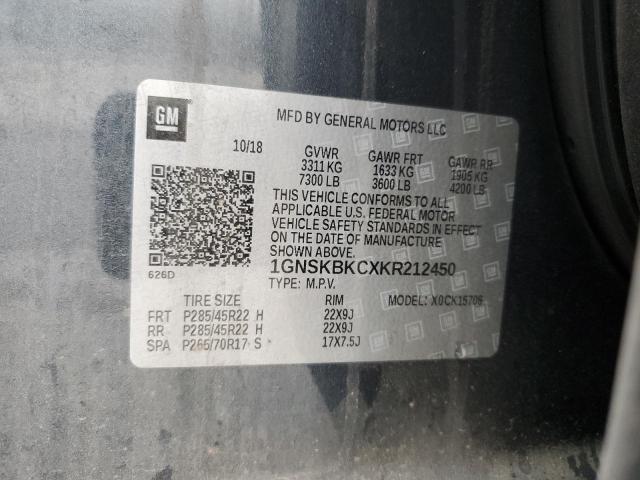 GM
MFD BY GENERAL MOTORS LLC
10/18 GVWR GAWR FRT GAWR RR
3311 KG 1633 KG 1905 KG
7300 LB 3600 LB 4200 LB
THIS VEHICLE CONFORMS TO ALL
APPLICABLE U.S. FEDERAL MOTOR
VEHICLE SAFETY STANDARDS IN EFFECT
ON THE DATE OF MANUFACTURE
SHOWN ABOVE.
626D
1GNSKBKCXKR212450
TYPE: M.P.V.
TIRE SIZE RIM MODEL: X0CK15706
FRT P285/45R22 H 22X9J
RR P285/45R22 H 22X9J
SPA P265/70R17 S 17X7.5J